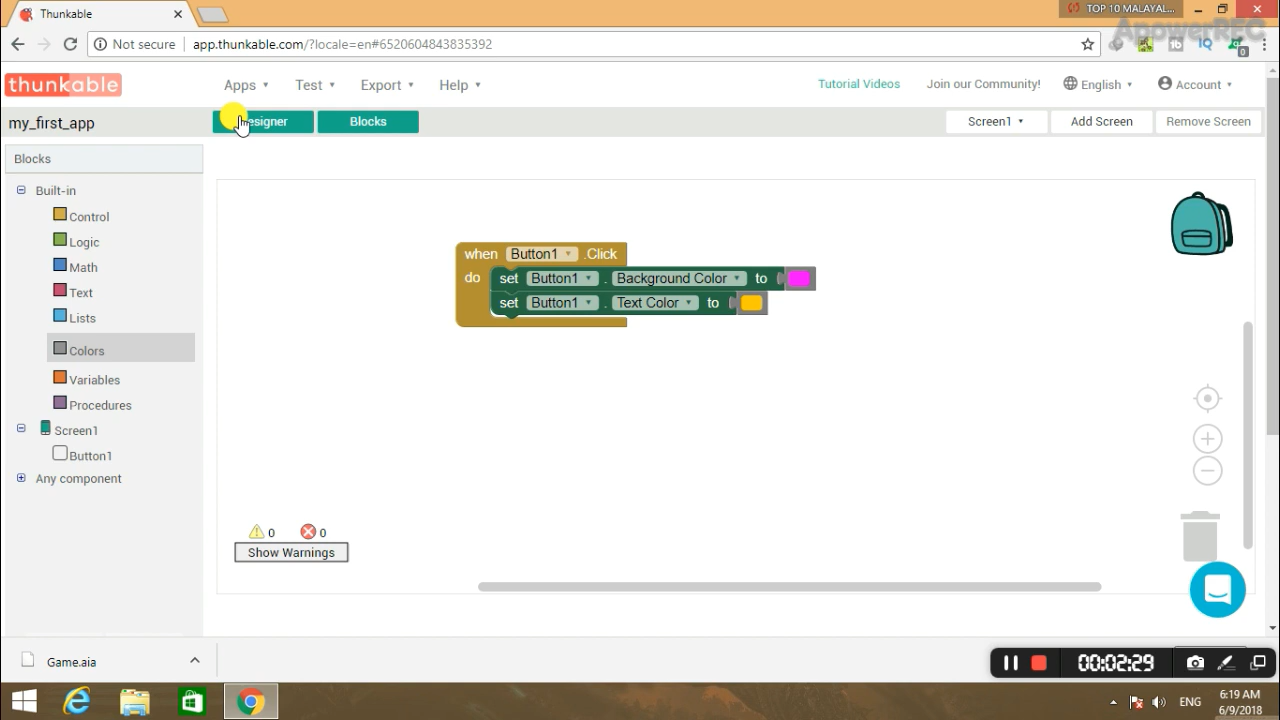 Thunkable
TOP 10 MALAYAL...
ApowerREC
Not secure
app.thunkable.com/?locale=en#6520604843835392
0
thunkable
Apps
Test
Export
Help
Tutorial Videos
Join our Community!
English
Account
my_first_app
esigner
Blocks
Screen1
Add Screen
Remove Screen
Blocks
Built-in
Control
Logic
Math
Text
Lists
Colors
Variables
Procedures
Screen1
Button1
Any component
when Button1 .Click
do set Button1 . Background Color to
set Button1 . Text Color to
0 0
Show Warnings
Game.aia
00:02:29
ENG
6:19 AM
6/9/2018